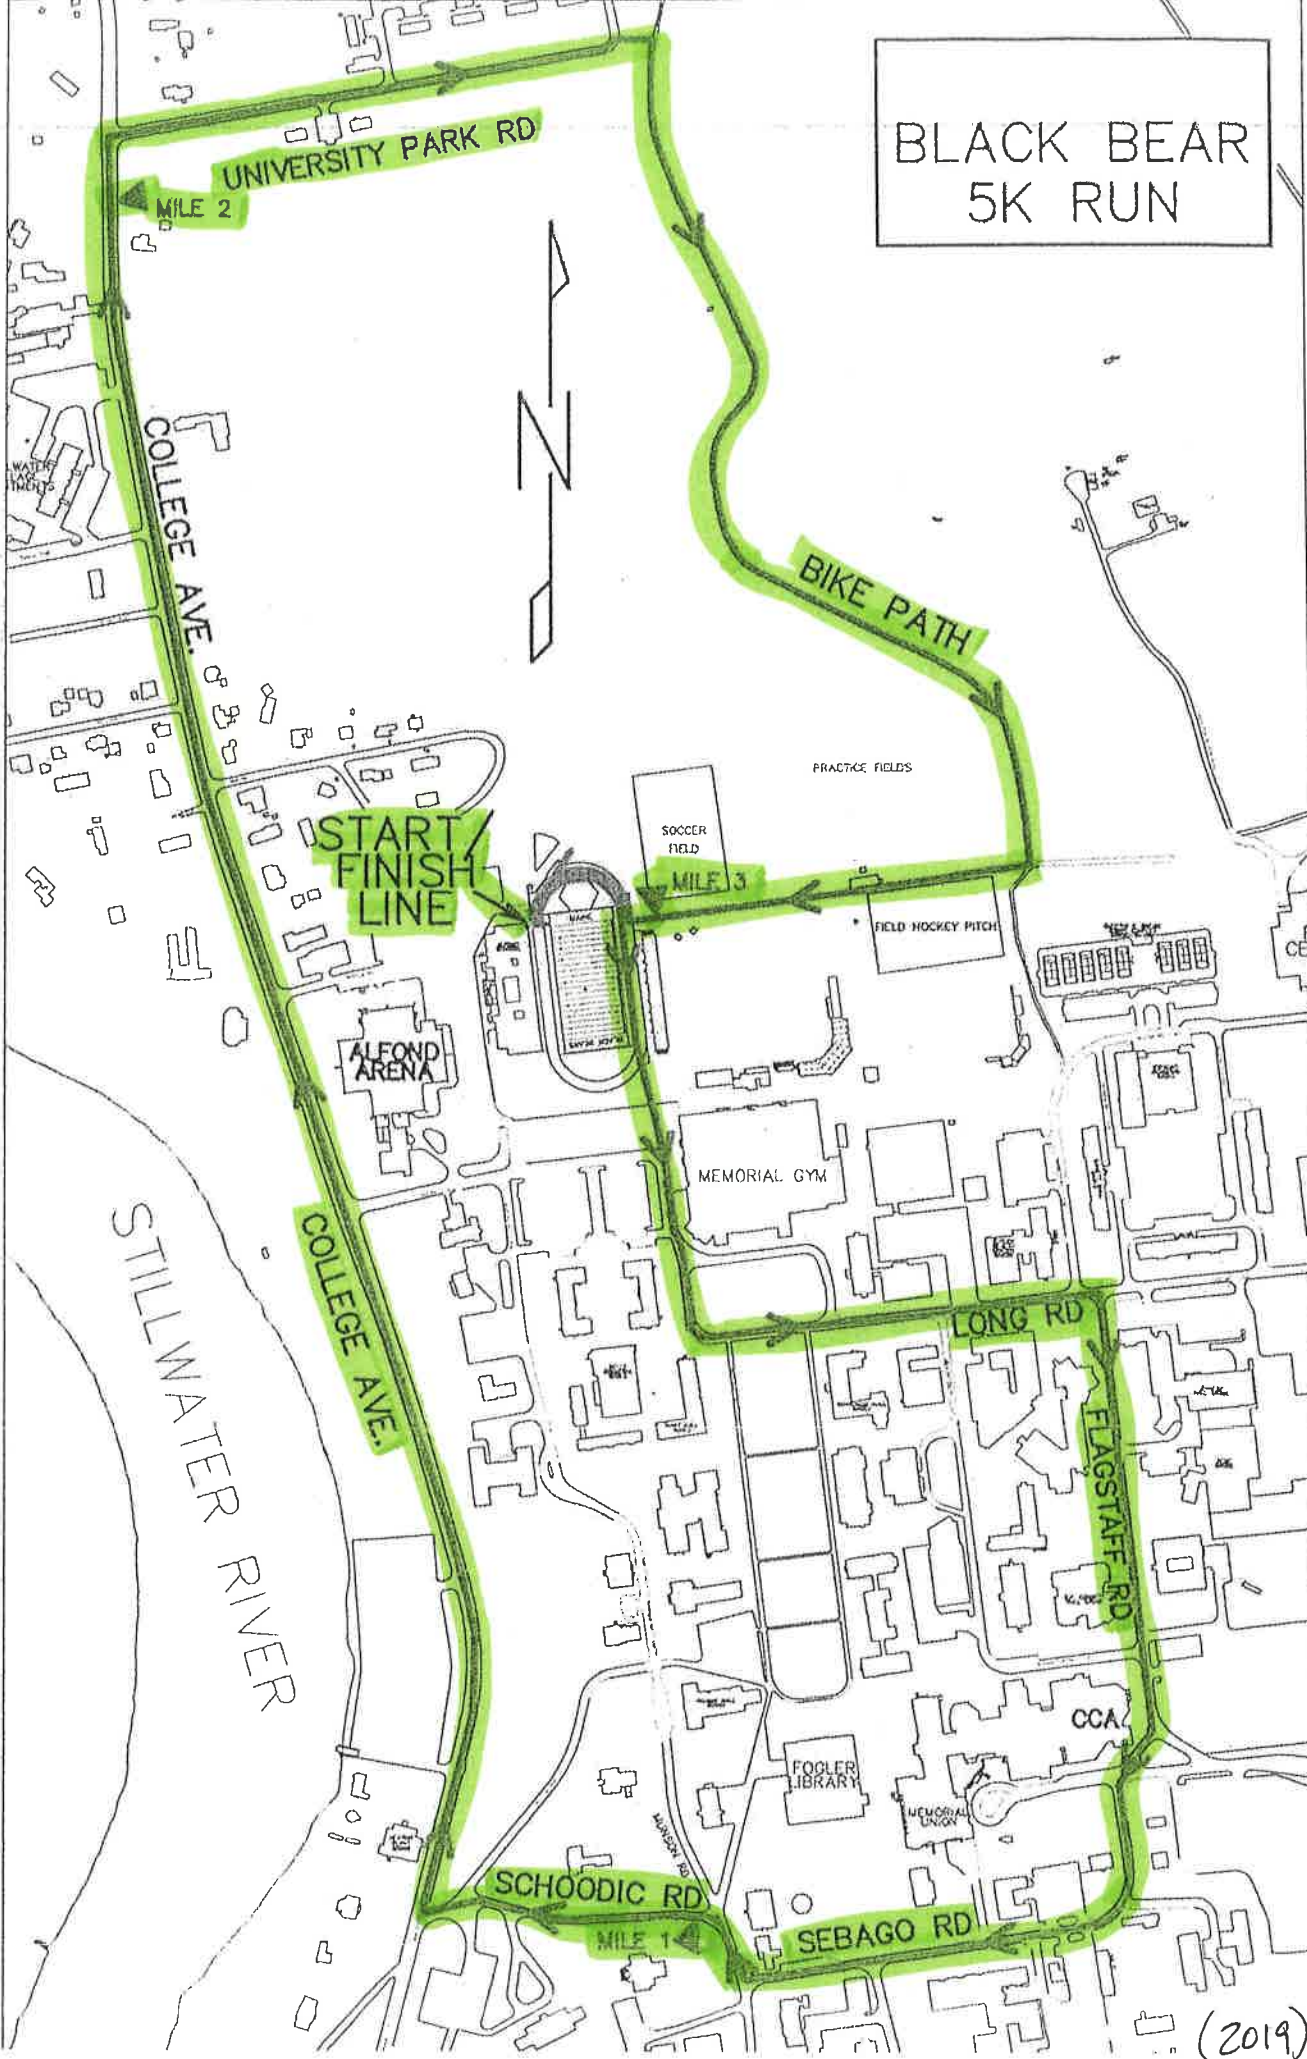 BLACK BEAR
5K RUN
UNIVERSITY PARK RD
MILE 2
N
COLLEGE AVE.
BIKE PATH
PRACTICE FIELDS
SOCCER
FIELD
START/
FINISH
LINE
MILE 3
FIELD HOCKEY PITCH
ALFOND
ARENA
MEMORIAL GYM
STILLWATER RIVER
COLLEGE AVE.
LONG RD
FLAGSTAFF RD
CCA
FOGLER
LIBRARY
MEMORIAL
UNION
MUNSON RD
SCHOODIC RD
MILE 1
SEBAGO RD
(2019)